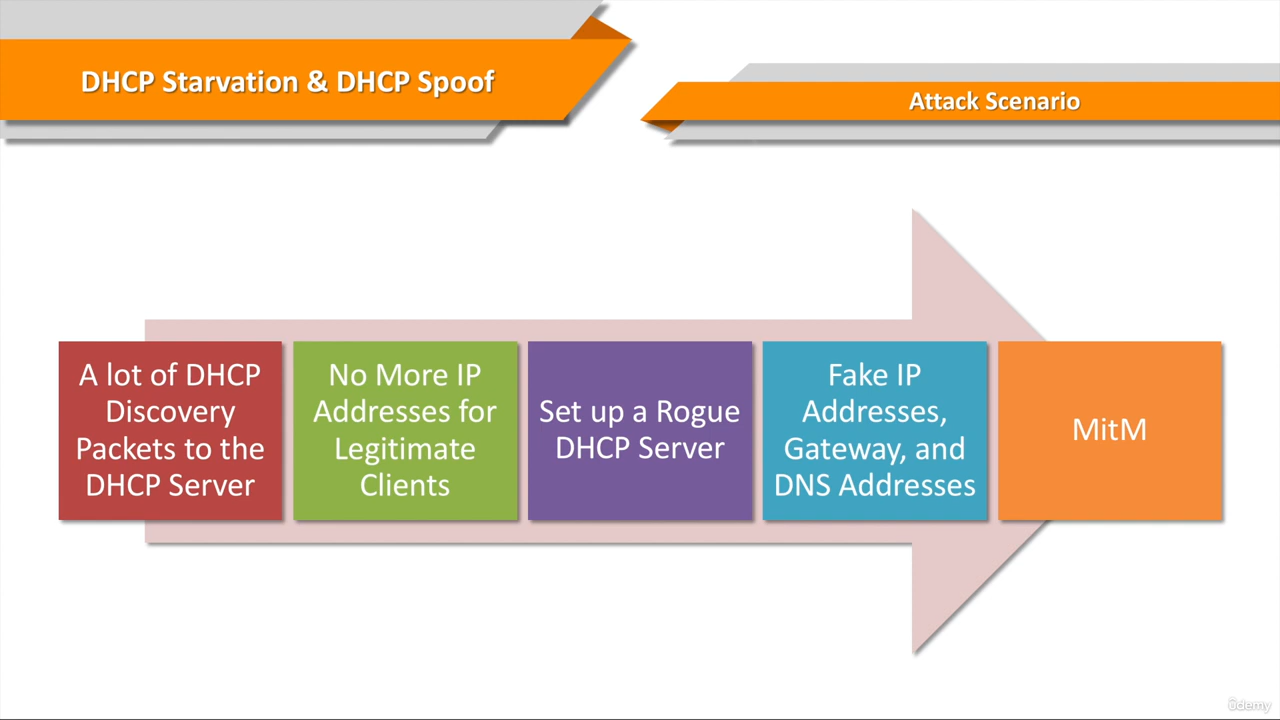 DHCP Starvation & DHCP Spoof
Attack Scenario
A lot of DHCP
Discovery
Packets to the
DHCP Server
No More IP
Addresses for
Legitimate
Clients
Set up a Rogue
DHCP Server
Fake IP
Addresses,
Gateway, and
DNS Addresses
MitM
ûdemy